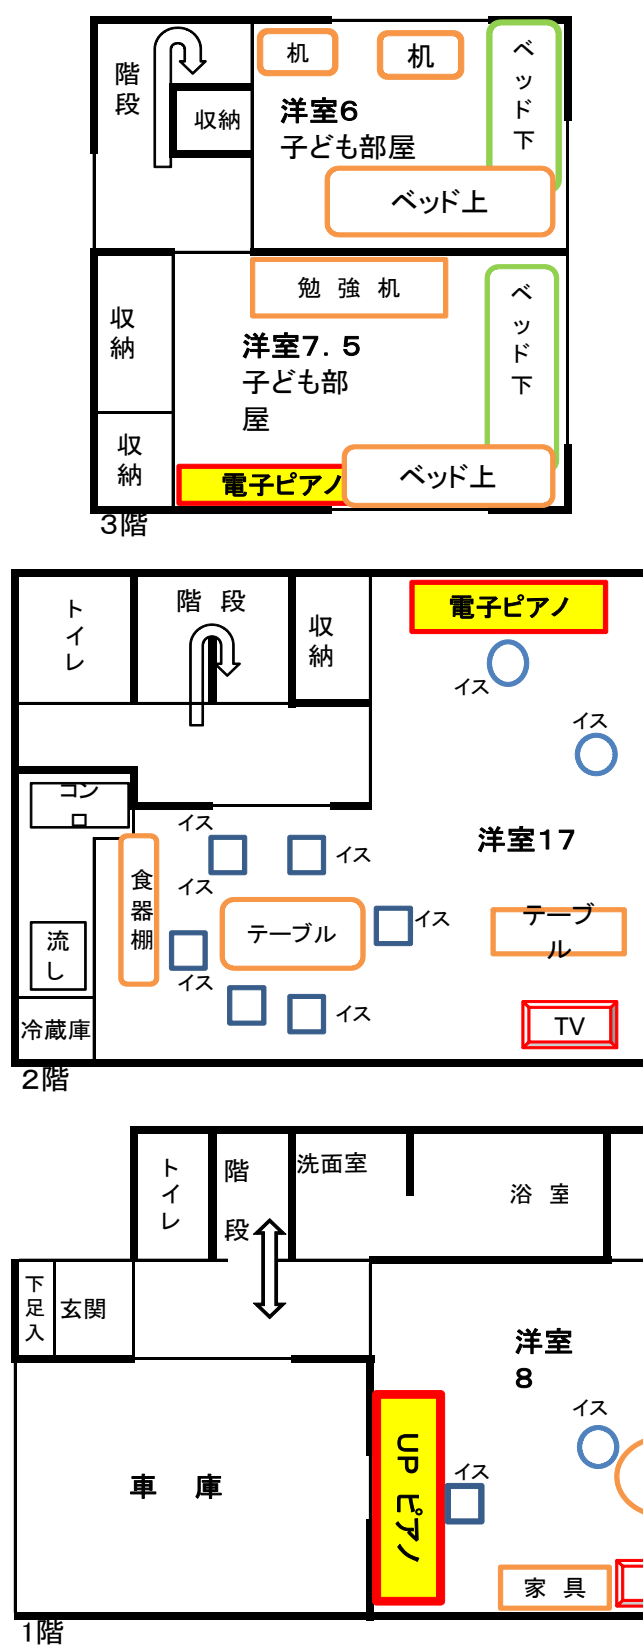 階段
収納
机
机
ベッド下
洋室6
子ども部屋
ベッド上
収納
収納
勉強机
洋室7.5
子ども部
屋
ベッド下
電子ピアノ
ベッド上
3階
トイレ
階段
収納
電子ピアノ
イス
イス
コン
イス
イス
イス
食器棚
洋室17
テーブル
イス
テーブ
ル
流し
イス
イス
冷蔵庫
TV
2階
トイレ
階段
洗面室
浴室
下足入
玄関
洋室
8
イス
車庫
UP ピアノ
イス
家具
1階